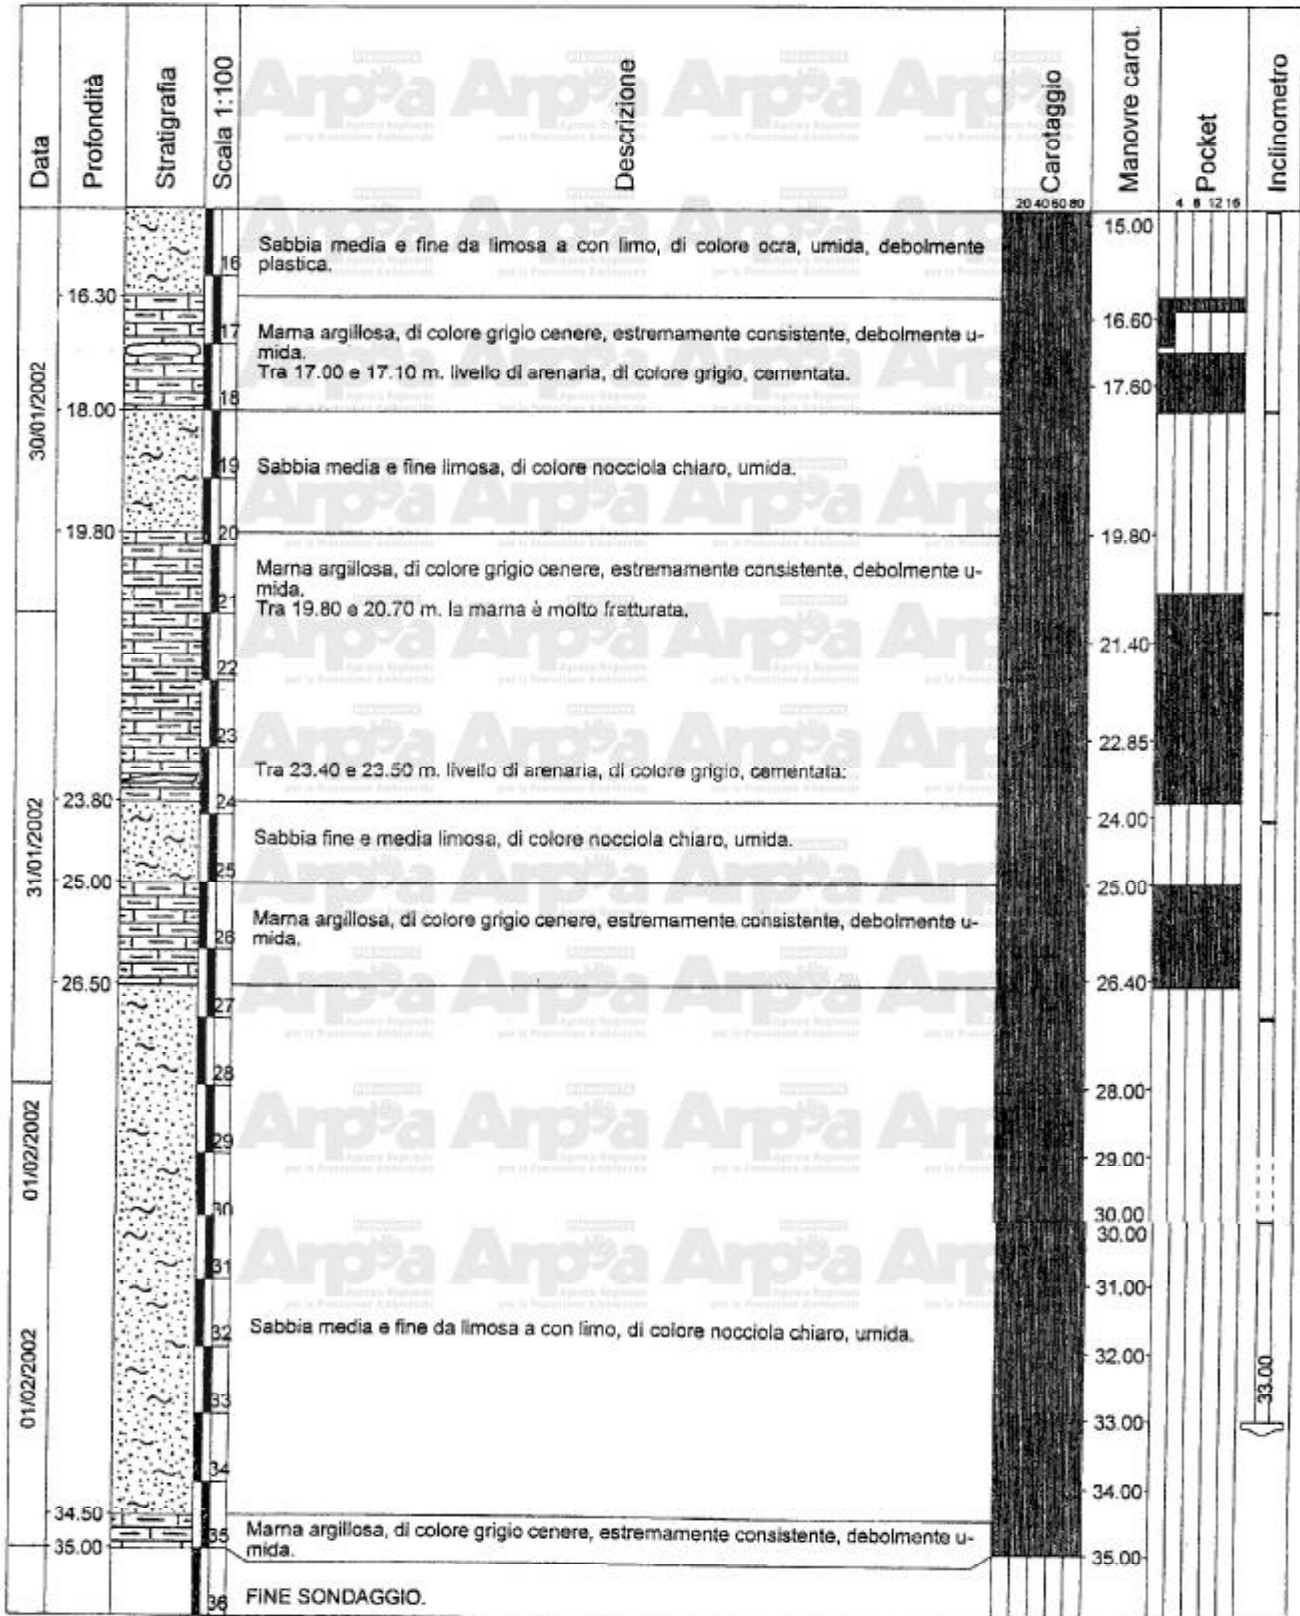 Data
Profondità
Stratigrafia
Scala 1:100
Descrizione
Carotaggio
20 40 60 80
Manovre carot.
Pocket
4 8 12 16
Inclinometro
30/01/2002
31/01/2002
01/02/2002
01/02/2002
16.30
18.00
19.80
23.80
25.00
26.50
34.50
35.00
16
17
18
19
20
21
22
23
24
25
26
27
28
29
30
31
32
33
34
35
36
Sabbia media e fine da limosa a con limo, di colore ocra, umida, debolmente
plastica.
Marna argillosa, di colore grigio cenere, estremamente consistente, debolmente u-
mida.
Tra 17.00 e 17.10 m. livello di arenaria, di colore grigio, cementata.
Sabbia media e fine limosa, di colore nocciola chiaro, umida.
Marna argillosa, di colore grigio cenere, estremamente consistente, debolmente u-
mida.
Tra 19.80 e 20.70 m. la marna è molto fratturata.
Tra 23.40 e 23.50 m. livello di arenaria, di colore grigio, cementata.
Sabbia fine e media limosa, di colore nocciola chiaro, umida.
Marna argillosa, di colore grigio cenere, estremamente consistente, debolmente u-
mida.
Sabbia media e fine da limosa a con limo, di colore nocciola chiaro, umida.
Marna argillosa, di colore grigio cenere, estremamente consistente, debolmente u-
mida.
FINE SONDAGGIO.
15.00
16.60
17.60
19.80
21.40
22.85
24.00
25.00
26.40
28.00
29.00
30.00
30.00
31.00
32.00
33.00
34.00
35.00
33.00
Arpa
PIEMONTE
Agenzia Regionale
per la Protezione Ambientale